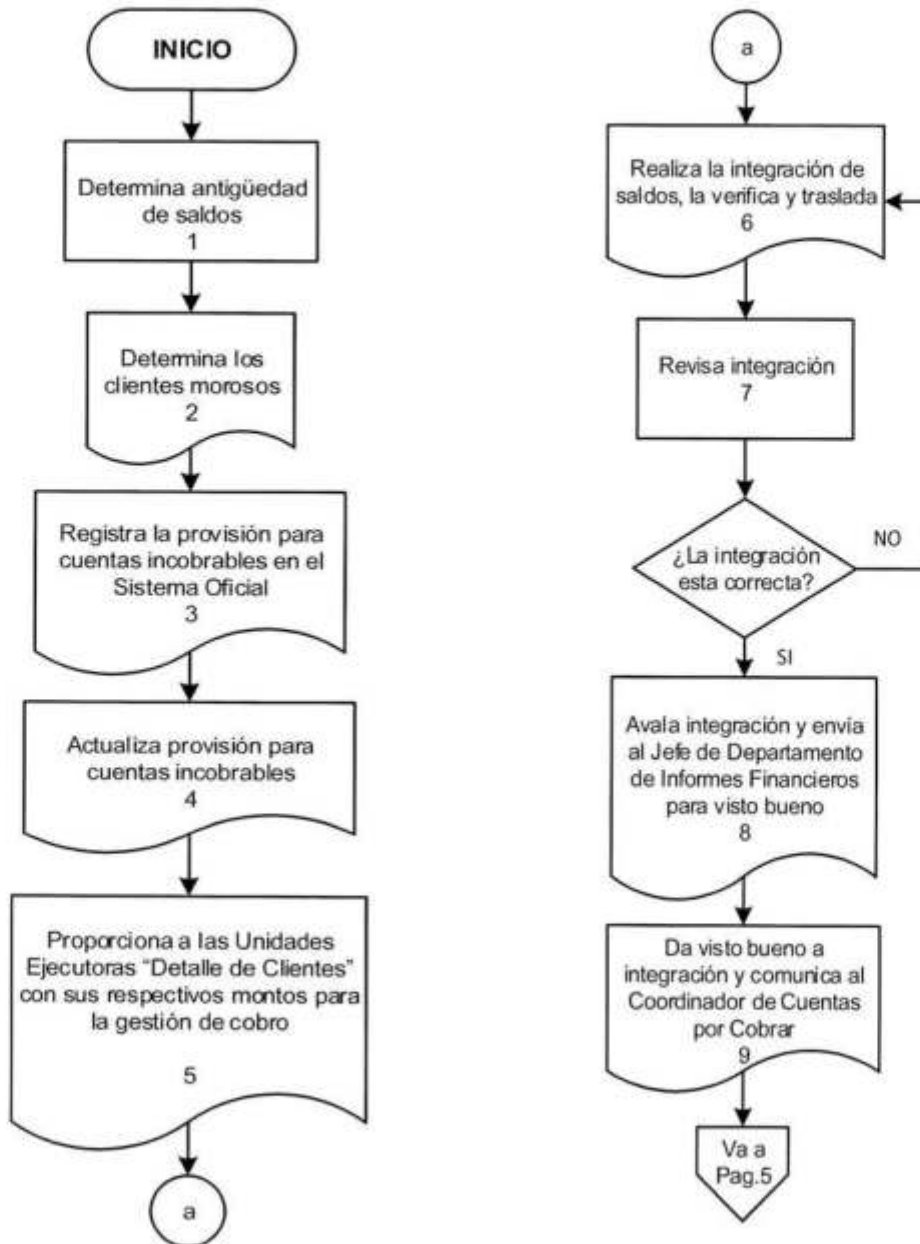 INICIO
Determina antigüedad
de saldos
1
Determina los
clientes morosos
2
Registra la provisión para
cuentas incobrables en el
Sistema Oficial
3
Actualiza provisión para
cuentas incobrables
4
Proporciona a las Unidades
Ejecutoras “Detalle de Clientes”
con sus respectivos montos para
la gestión de cobro
5
a
a
Realiza la integración de
saldos, la verifica y traslada
6
Revisa integración
7
¿La integración
esta correcta?
NO
SI
Avala integración y envía
al Jefe de Departamento
de Informes Financieros
para visto bueno
8
Da visto bueno a
integración y comunica al
Coordinador de Cuentas
por Cobrar
9
Va a
Pag.5